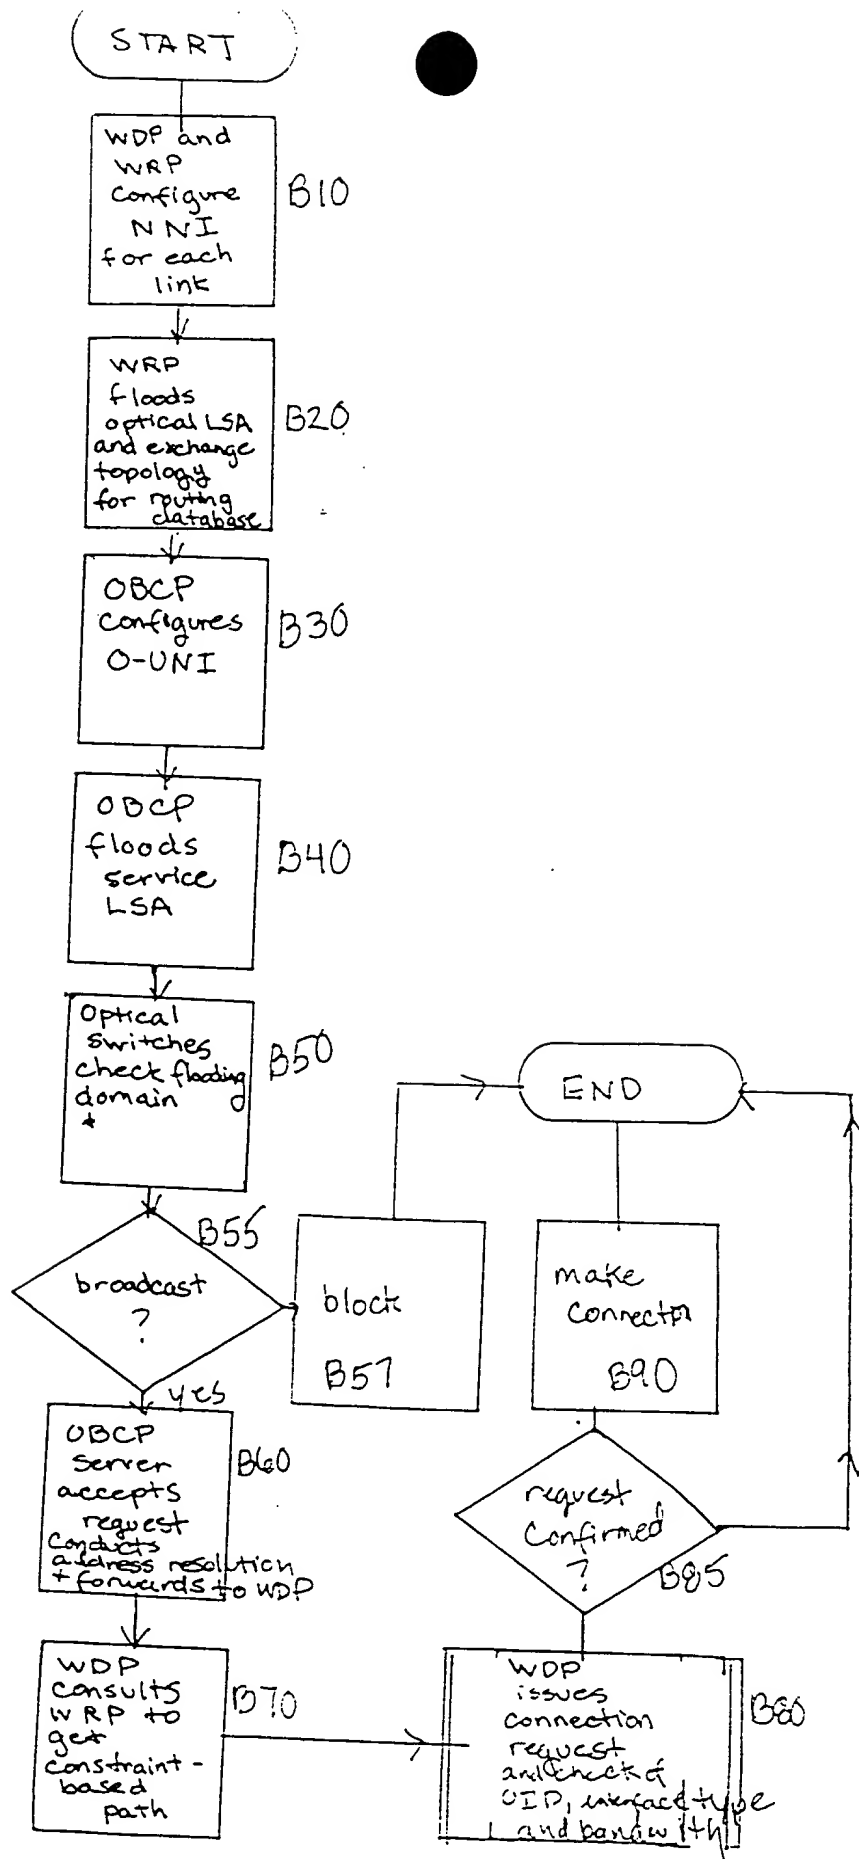 START
WDP and
WRP
Configure
NNI
for each
link
B10
WRP
floods
optical LSA
and exchange
topology
for routing
database
B20
OBCP
Configures
O-UNI
B30
OBCP
floods
service
LSA
B40
Optical
switches
check flooding
domain
B50
broadcast
?
B55
yes
block
B57
END
make
connection
B90
OBCP
server
accepts
request
Conducts
address resolution
+ forwards to WDP
B60
request
Confirmed
?
B85
WDP
consults
WRP to
get
constraint-
based
path
B70
WDP
issues
connection
request
and check of
UID, interface type
and bandwith
B80